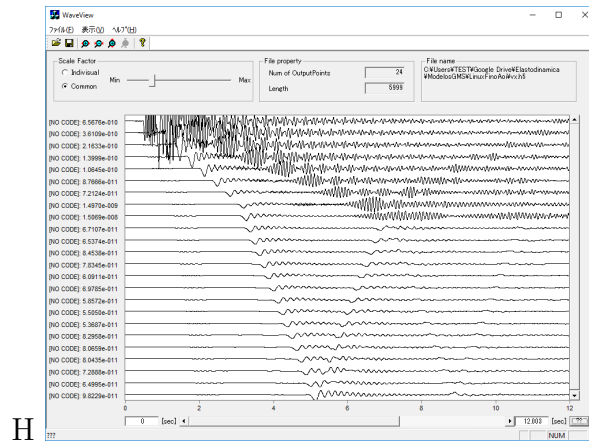 WaveView
ﾌｧｲﾙ(F) 表示(V) ﾍﾙﾌﾟ(H)
Scale Factor
Indivisual
Common
Min
Max
File property
Num of OutputPoints
24
Length
5999
File name
C:¥Users¥TEST¥Google Drive¥Elastodinamica
¥ModelosGMS¥LinuxFinoAoi¥vx.h5
[NO CODE]: 6.5676e-010
[NO CODE]: 3.6109e-010
[NO CODE]: 2.1633e-010
[NO CODE]: 1.3999e-010
[NO CODE]: 1.0645e-010
[NO CODE]: 8.7666e-011
[NO CODE]: 7.2124e-011
[NO CODE]: 1.4970e-009
[NO CODE]: 1.5069e-008
[NO CODE]: 6.7107e-011
[NO CODE]: 6.5374e-011
[NO CODE]: 8.4538e-011
[NO CODE]: 7.8345e-011
[NO CODE]: 6.0911e-011
[NO CODE]: 6.9785e-011
[NO CODE]: 5.8572e-011
[NO CODE]: 5.5050e-011
[NO CODE]: 5.3687e-011
[NO CODE]: 8.2958e-011
[NO CODE]: 8.0659e-011
[NO CODE]: 8.0435e-011
[NO CODE]: 7.2888e-011
[NO CODE]: 6.4995e-011
[NO CODE]: 9.8229e-011
0 2 4 6 8 10 12
0 [sec] 12.003 [sec] ??
??? NUM
H